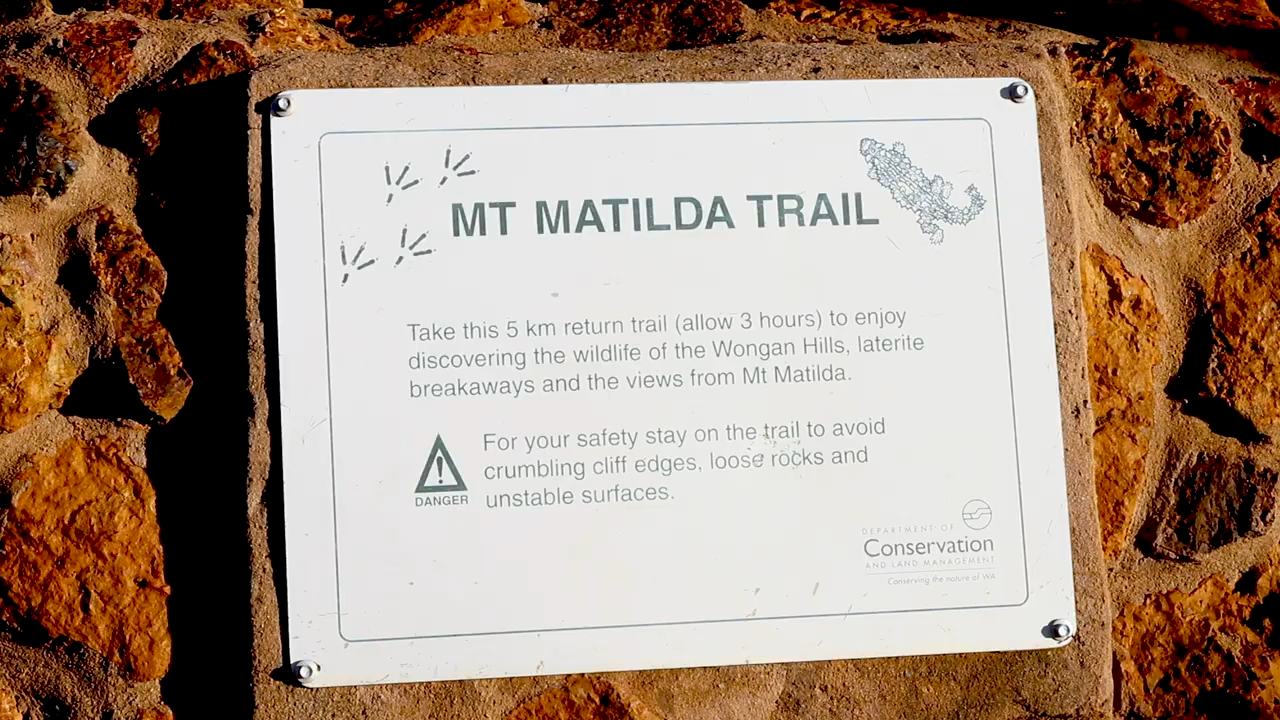 MT MATILDA TRAIL
Take this 5 km return trail (allow 3 hours) to enjoy
discovering the wildlife of the Wongan Hills, laterite
breakaways and the views from Mt Matilda.
For your safety stay on the trail to avoid
crumbling cliff edges, loose rocks and
unstable surfaces.
DANGER
DEPARTMENT OF
Conservation
AND LAND MANAGEMENT
Conserving the nature of WA